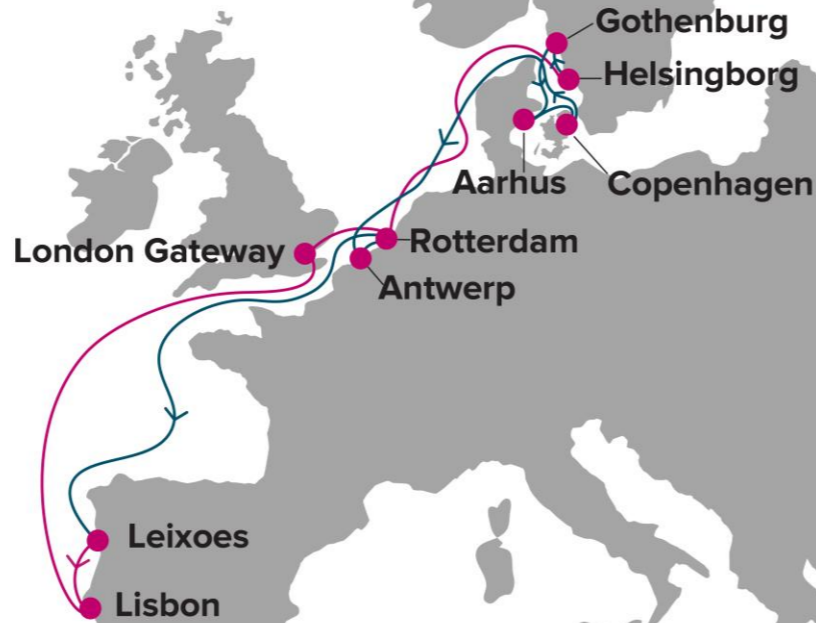 Gothenburg
Helsingborg
Aarhus
Copenhagen
London Gateway
Rotterdam
Antwerp
Leixoes
Lisbon